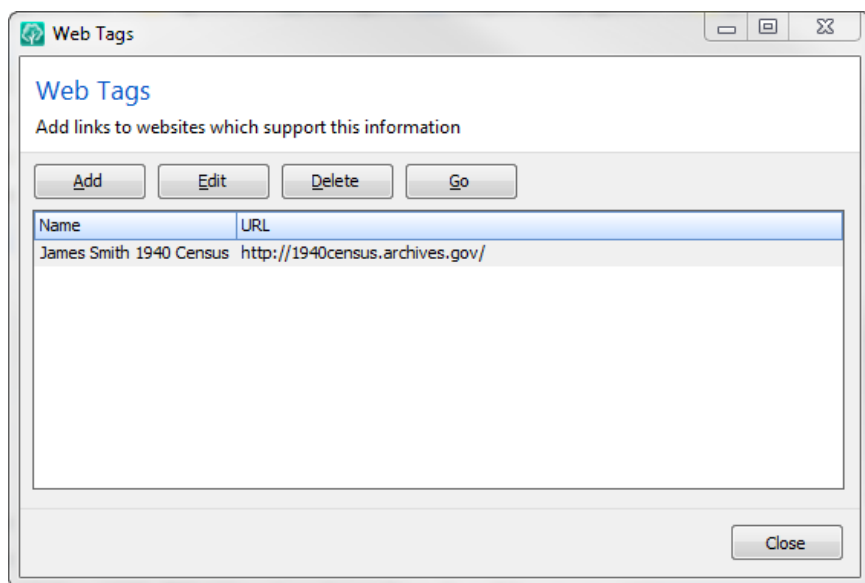 Web Tags
Web Tags
Add links to websites which support this information
Add Edit Delete Go
Name URL
James Smith 1940 Census http://1940census.archives.gov/
Close